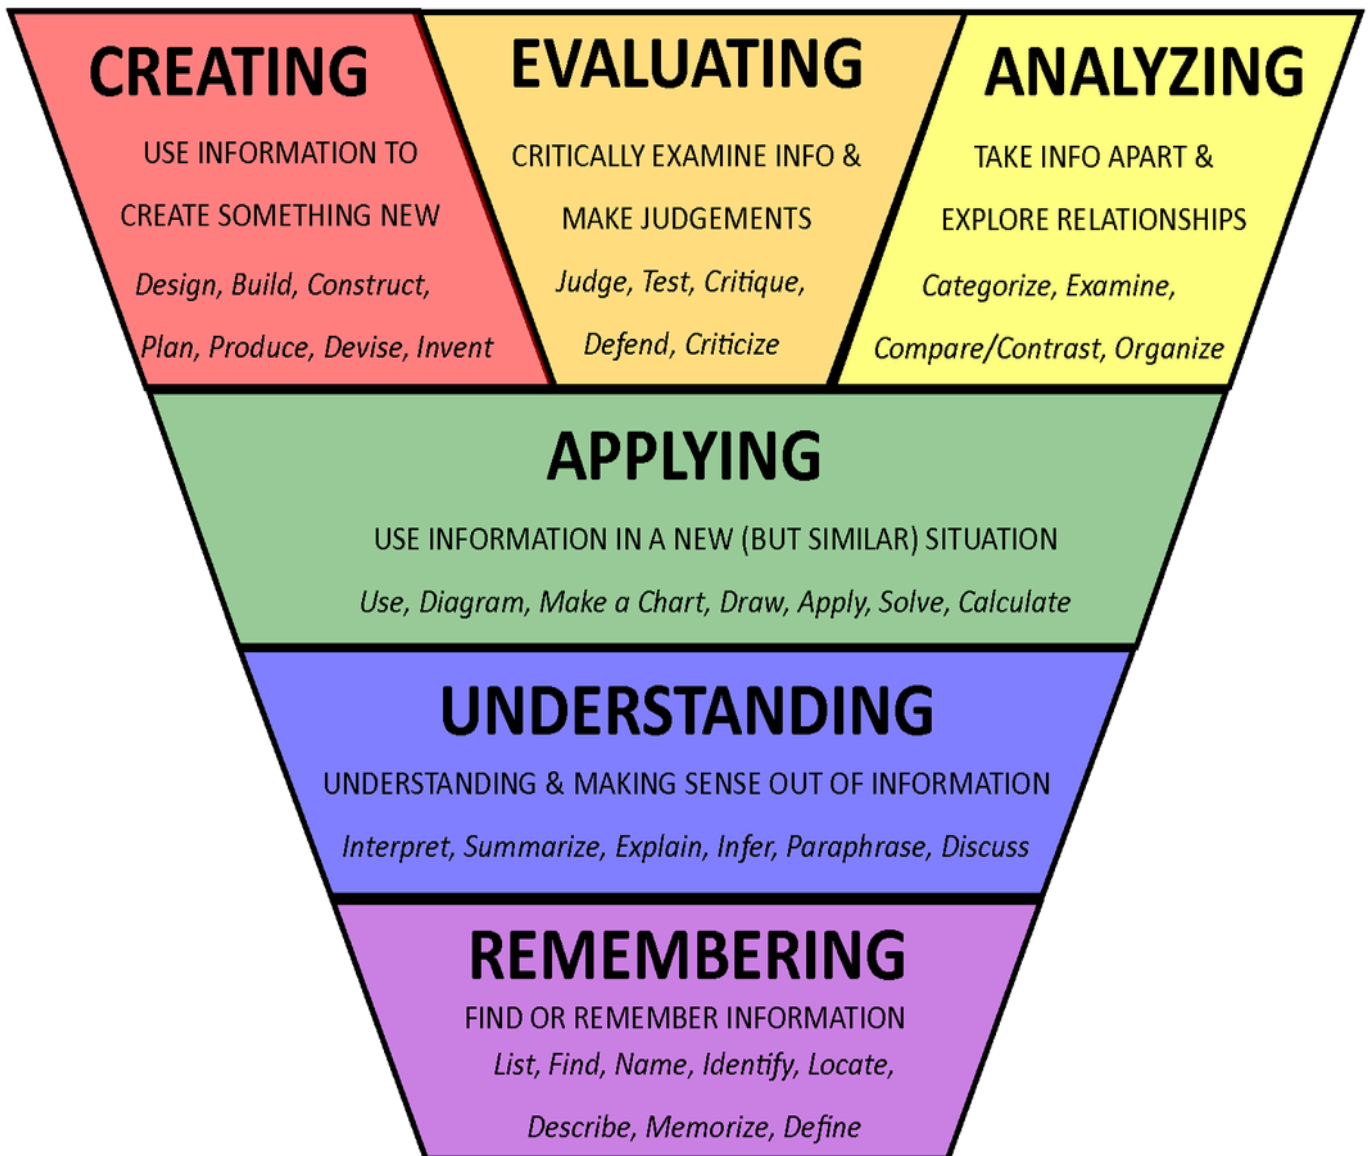 CREATING
USE INFORMATION TO
CREATE SOMETHING NEW
Design, Build, Construct,
Plan, Produce, Devise, Invent
EVALUATING
CRITICALLY EXAMINE INFO &
MAKE JUDGEMENTS
Judge, Test, Critique,
Defend, Criticize
ANALYZING
TAKE INFO APART &
EXPLORE RELATIONSHIPS
Categorize, Examine,
Compare/Contrast, Organize
APPLYING
USE INFORMATION IN A NEW (BUT SIMILAR) SITUATION
Use, Diagram, Make a Chart, Draw, Apply, Solve, Calculate
UNDERSTANDING
UNDERSTANDING & MAKING SENSE OUT OF INFORMATION
Interpret, Summarize, Explain, Infer, Paraphrase, Discuss
REMEMBERING
FIND OR REMEMBER INFORMATION
List, Find, Name, Identify, Locate,
Describe, Memorize, Define